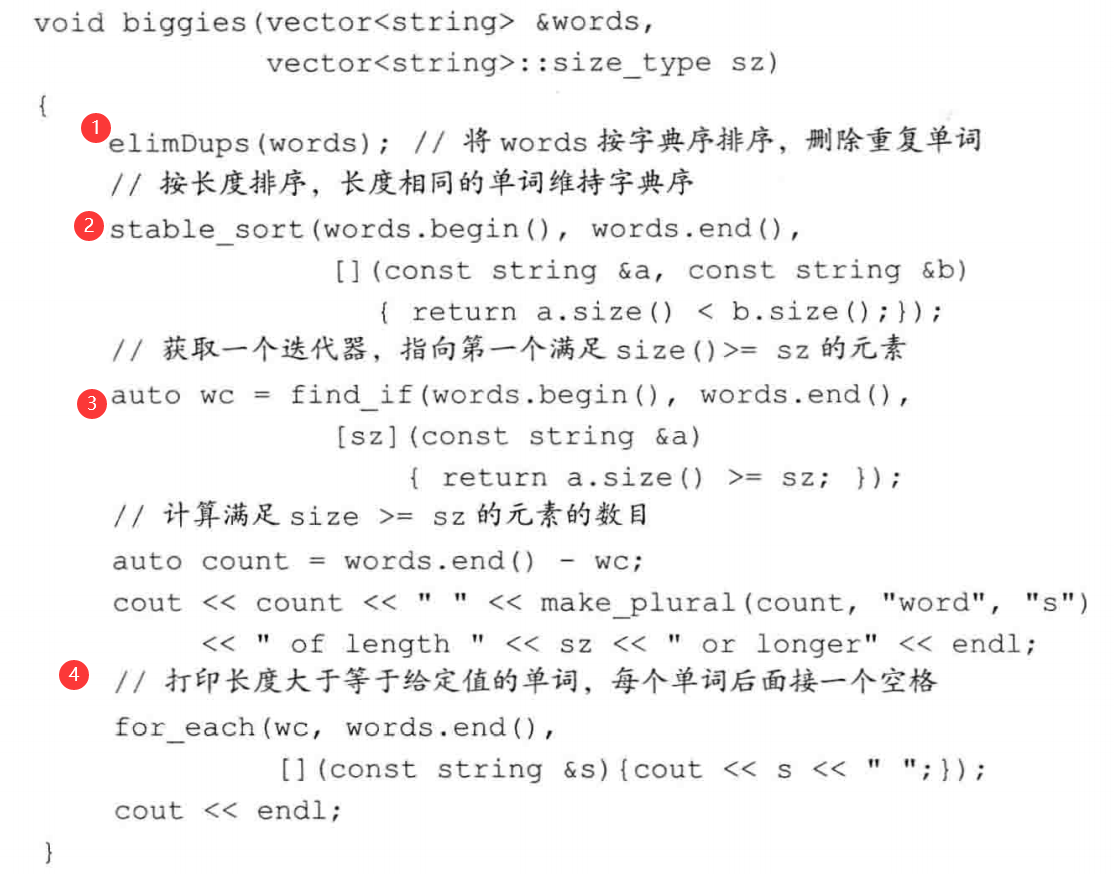 void biggies(vector<string> &words,
vector<string>::size_type sz)
{
1 elimDups(words); // 将 words 按字典序排序，删除重复单词
// 按长度排序，长度相同的单词维持字典序
2 stable_sort(words.begin(), words.end(),
[](const string &a, const string &b)
{ return a.size() < b.size();});
// 获取一个迭代器，指向第一个满足 size()>= sz 的元素
3 auto wc = find_if(words.begin(), words.end(),
[sz](const string &a)
{ return a.size() >= sz; });
// 计算满足 size >= sz 的元素的数目
auto count = words.end() - wc;
cout << count << " " << make_plural(count, "word", "s")
<< " of length " << sz << " or longer" << endl;
4 // 打印长度大于等于给定值的单词，每个单词后面接一个空格
for_each(wc, words.end(),
[](const string &s){cout << s << " ";});
cout << endl;
}